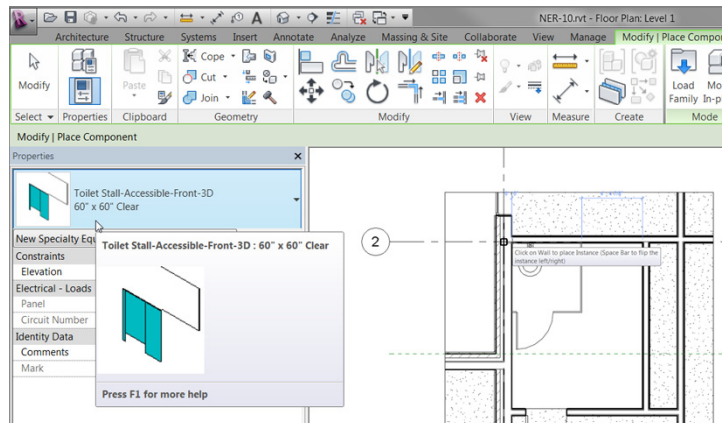 NER-10.rvt - Floor Plan: Level 1
Architecture Structure Systems Insert Annotate Analyze Massing & Site Collaborate View Manage Modify | Place Compo
Modify
Paste
Cope
Cut
Join
Load Family
Mo In-p
Select Properties Clipboard Geometry Modify View Measure Create Mode
Modify | Place Component
Properties
Toilet Stall-Accessible-Front-3D
60" x 60" Clear
New Specialty Equ
Constraints
Elevation
Electrical - Loads
Panel
Circuit Number
Identity Data
Comments
Mark
Toilet Stall-Accessible-Front-3D : 60" x 60" Clear
Press F1 for more help
2
Click on Wall to place Instance (Space Bar to flip the
instance left/right)